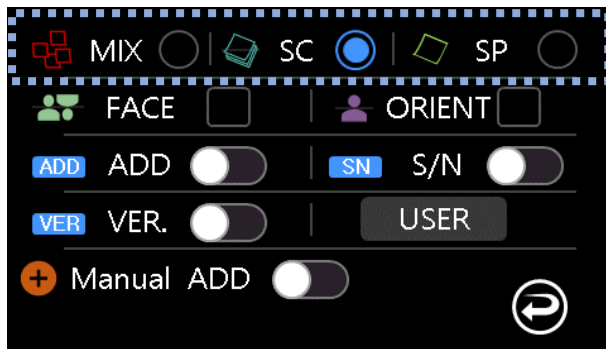 MIX SC SP
FACE ORIENT
ADD ADD SN S/N
VER VER. USER
Manual ADD